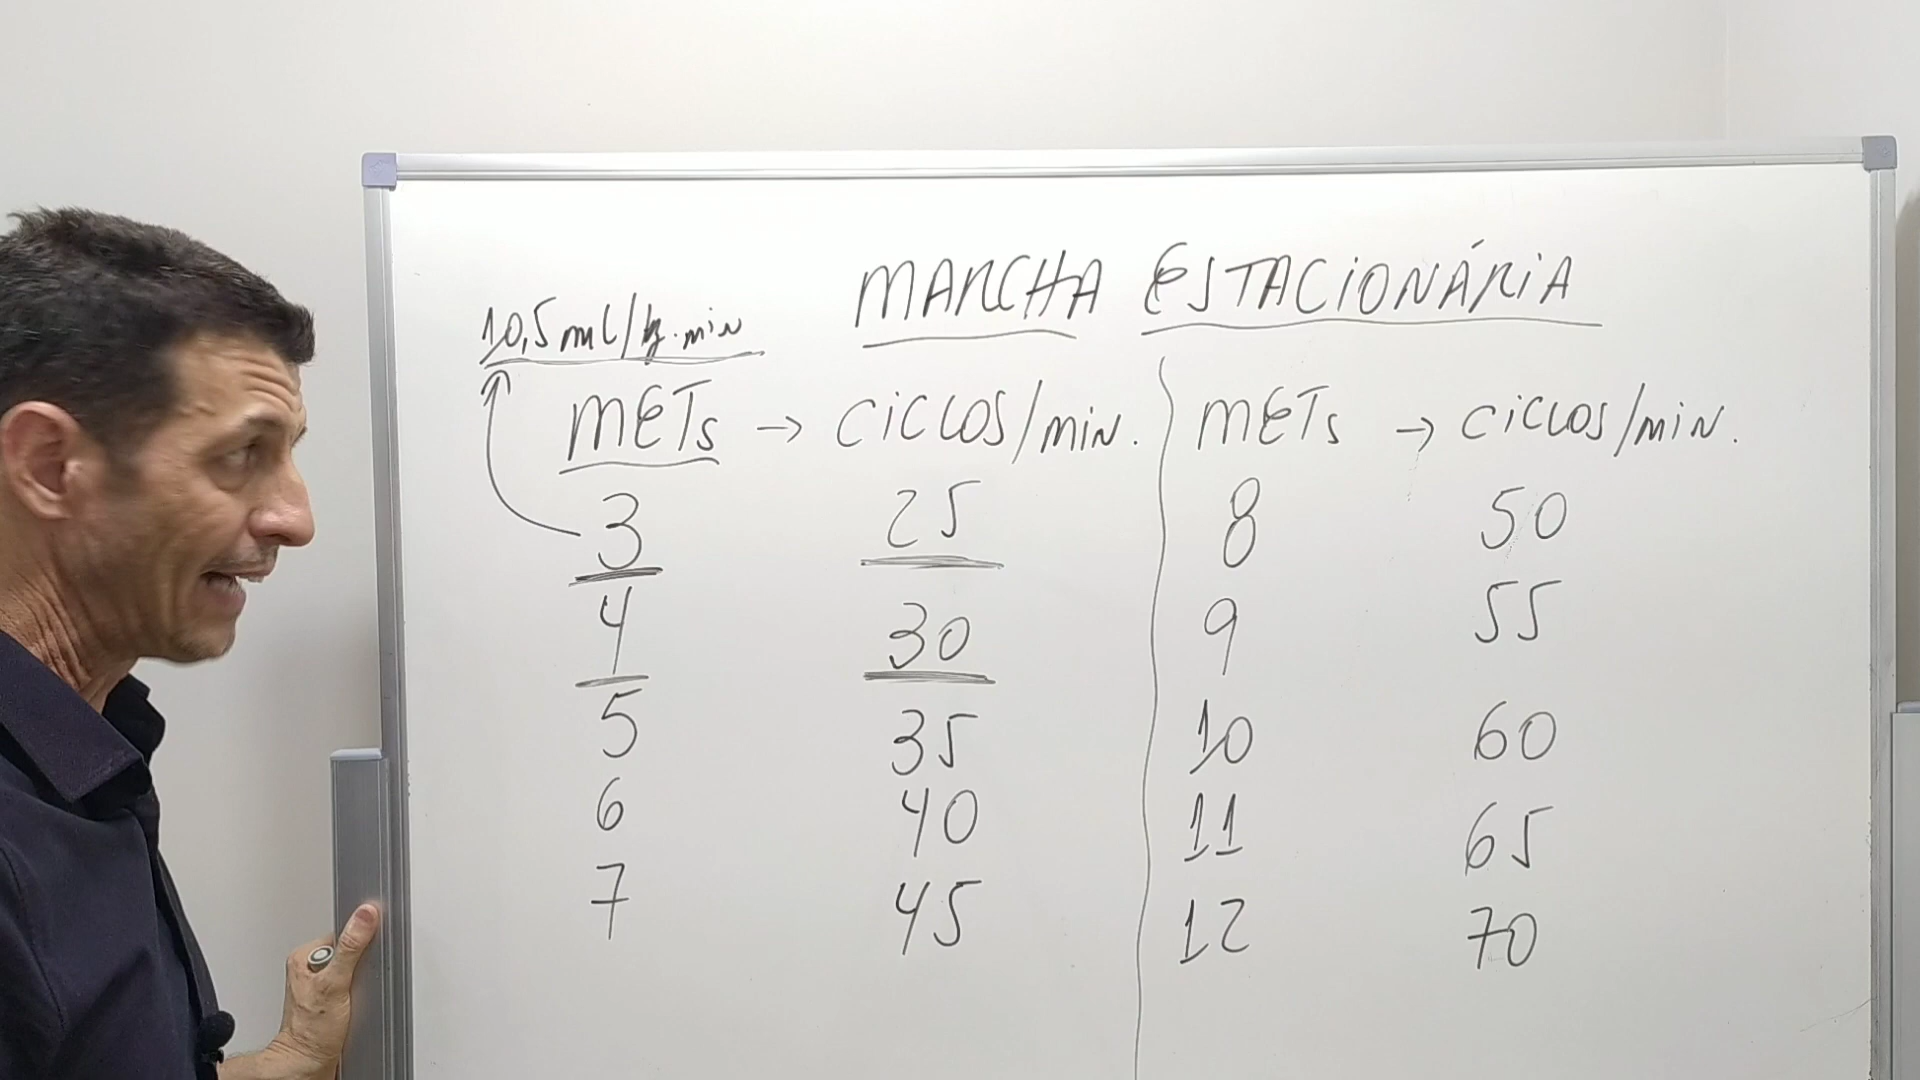 MARCHA ESTACIONÁRIA
10,5 ml/kg.min
METs → CICLOS/MIN.
3 25
4 30
5 35
6 40
7 45
METs → CICLOS/MIN.
8 50
9 55
10 60
11 65
12 70